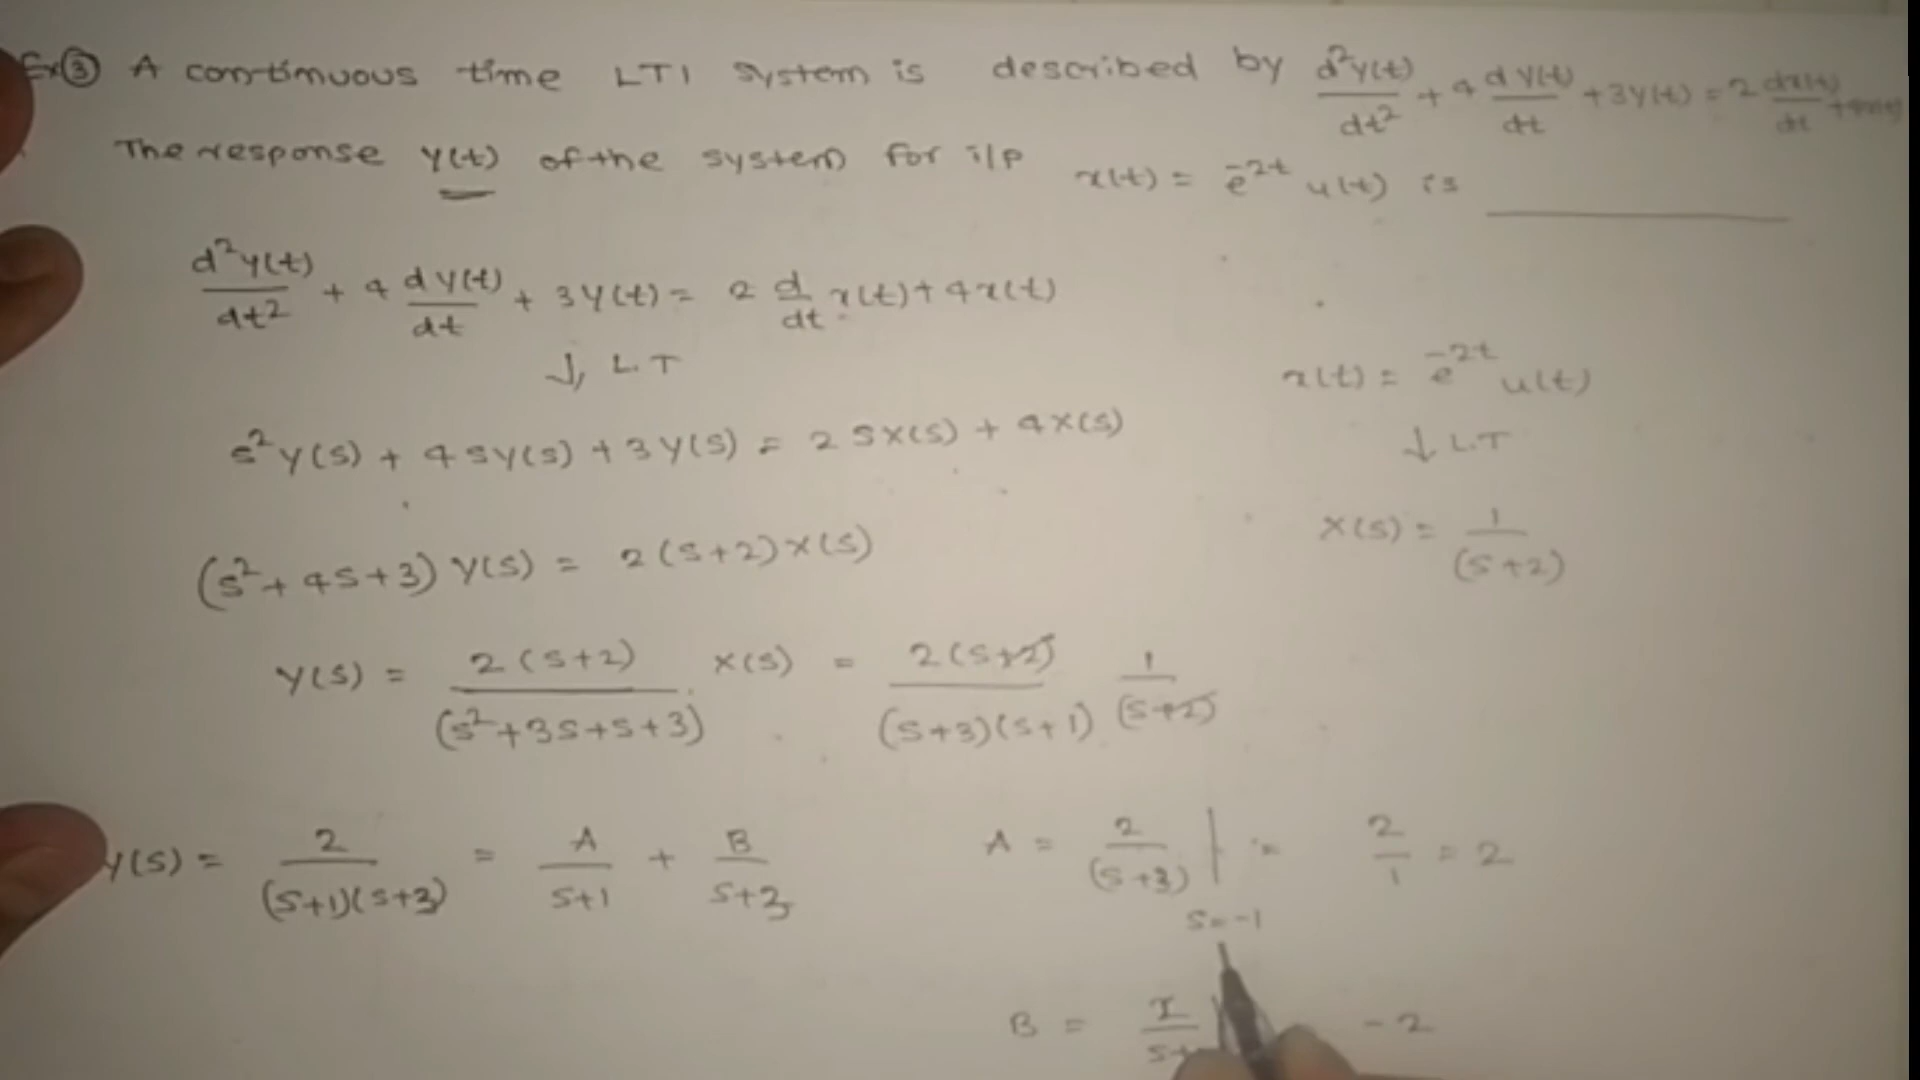 Ex③ A continuous time LTI system is described by d²y(t)/dt² + 4 dy(t)/dt + 3y(t) = 2 dx(t)/dt + 4x(t)
The response y(t) of the system for i/p x(t) = e^-2t u(t) is ______
d²y(t)/dt² + 4 dy(t)/dt + 3y(t) = 2 d/dt x(t) + 4x(t)
↓ L.T
x(t) = e^-2t u(t)
↓ L.T
s²Y(s) + 4sY(s) + 3Y(s) = 2sX(s) + 4X(s)
X(s) = 1/(s+2)
(s²+4s+3) Y(s) = 2(s+2)X(s)
Y(s) = 2(s+2)/(s²+3s+s+3) X(s) = 2(s+2)/(s+3)(s+1) 1/(s+2)
Y(s) = 2/(s+1)(s+3) = A/s+1 + B/s+3
A = 2/(s+3) | s=-1 = 2/1 = 2
B = -2